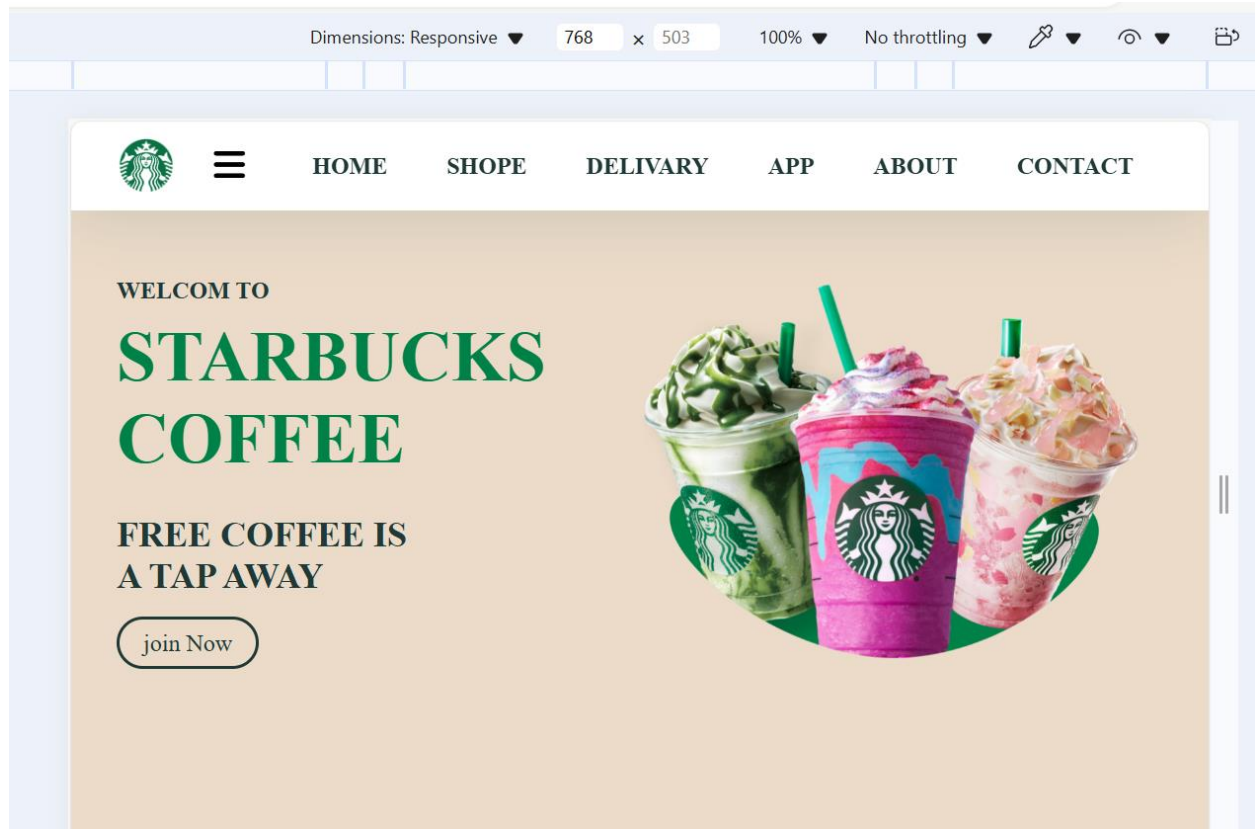 Dimensions: Responsive 768 x 503 100% No throttling
HOME SHOPE DELIVARY APP ABOUT CONTACT
WELCOM TO
STARBUCKS
COFFEE
FREE COFFEE IS
A TAP AWAY
join Now